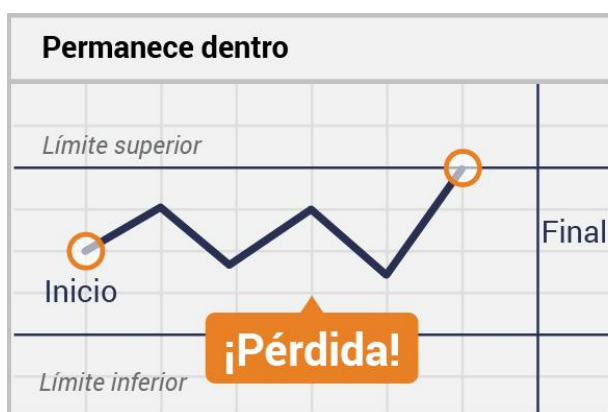 Permanece dentro
Límite superior
Final
Inicio
¡Pérdida!
Límite inferior